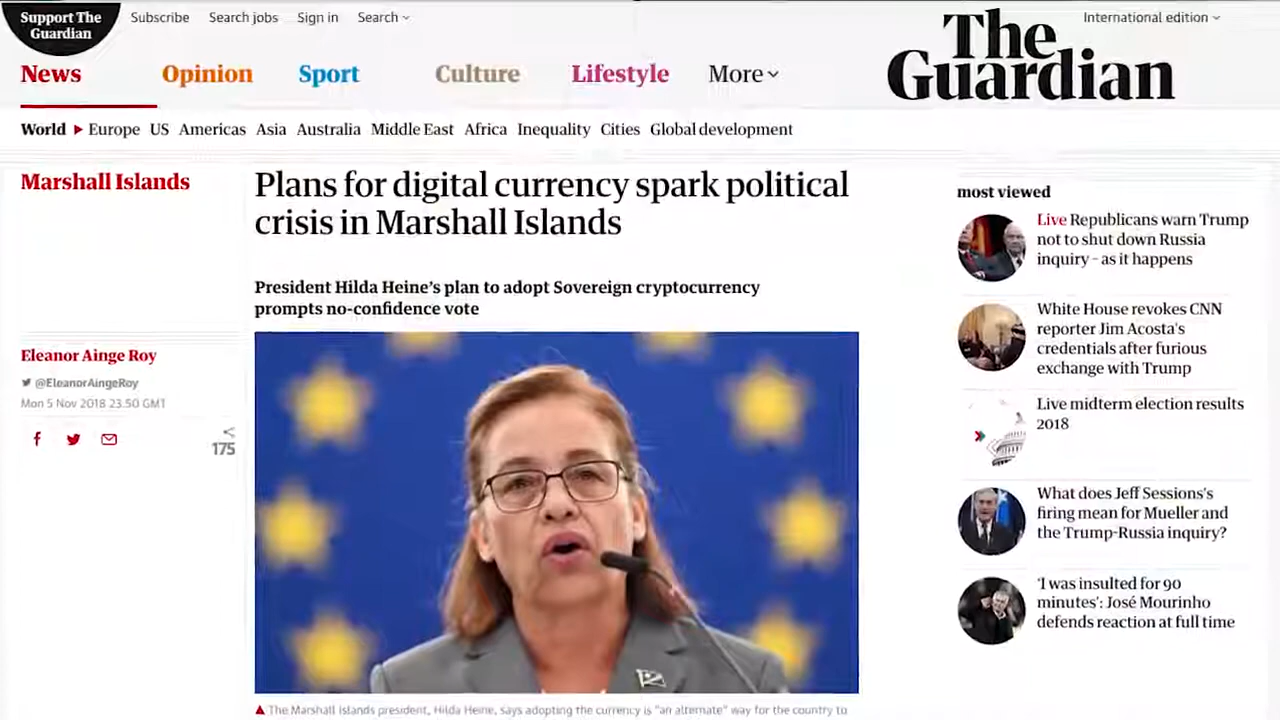 Support The
Guardian
Subscribe
Search jobs
Sign in
Search
International edition
The
Guardian
News
Opinion
Sport
Culture
Lifestyle
More
World
Europe
US
Americas
Asia
Australia
Middle East
Africa
Inequality
Cities
Global development
Marshall Islands
Plans for digital currency spark political
crisis in Marshall Islands
President Hilda Heine's plan to adopt Sovereign cryptocurrency
prompts no-confidence vote
Eleanor Ainge Roy
@EleanorAingeRoy
Mon 5 Nov 2018 23.50 GMT
175
The Marshall Islands president, Hilda Heine, says adopting the currency is "an alternate" way for the country to
most viewed
Live Republicans warn Trump
not to shut down Russia
inquiry – as it happens
White House revokes CNN
reporter Jim Acosta's
credentials after furious
exchange with Trump
Live midterm election results
2018
What does Jeff Sessions's
firing mean for Mueller and
the Trump-Russia inquiry?
'I was insulted for 90
minutes': José Mourinho
defends reaction at full time